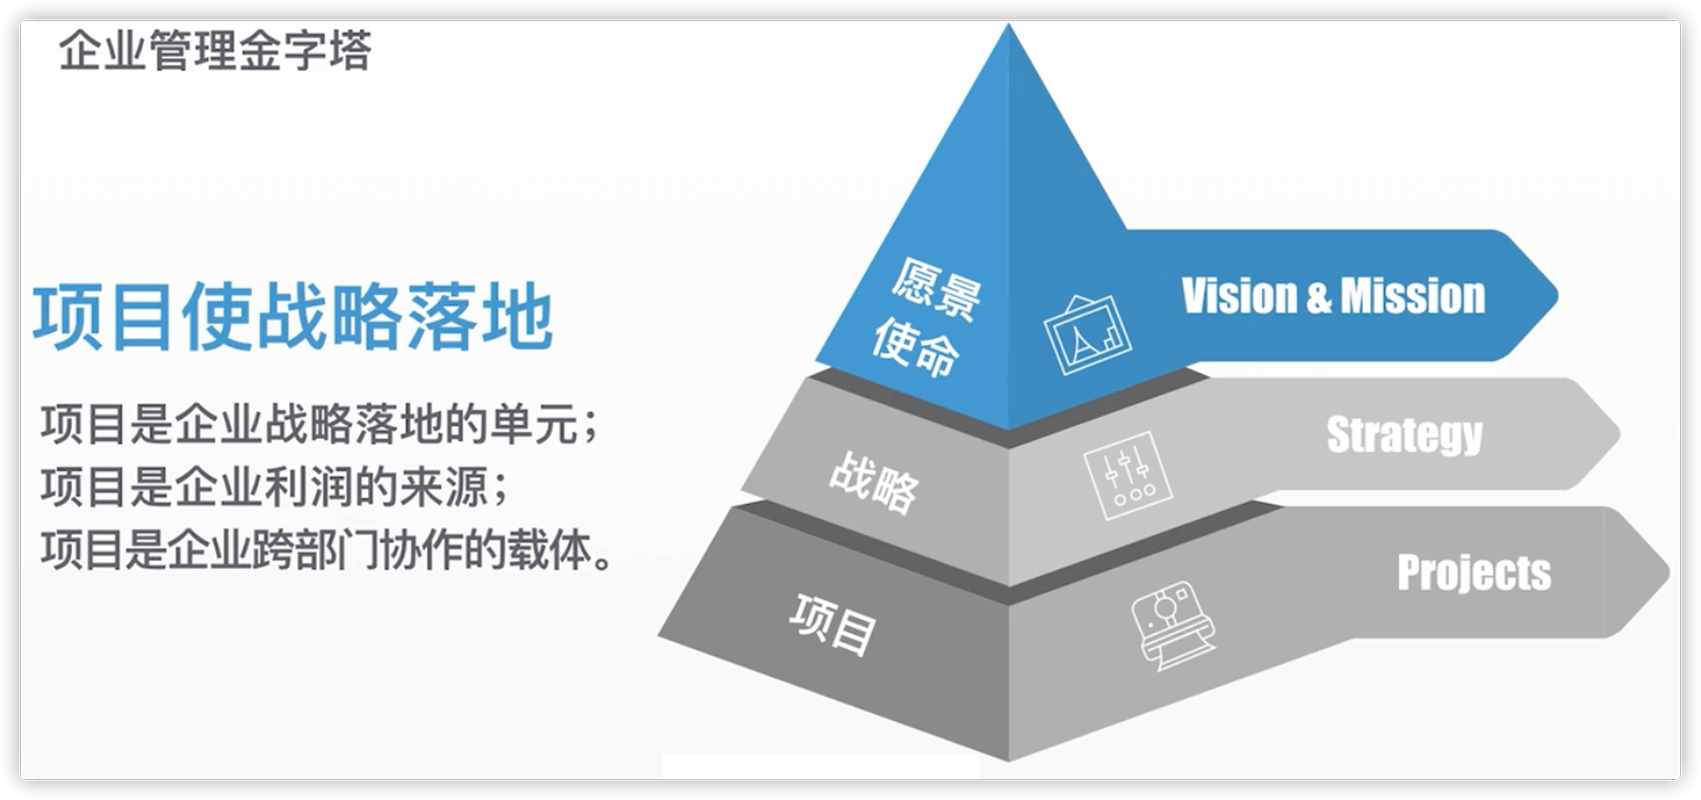 企业管理金字塔
项目使战略落地
项目是企业战略落地的单元；
项目是企业利润的来源；
项目是企业跨部门协作的载体。
愿景
使命
Vision & Mission
战略
Strategy
项目
Projects